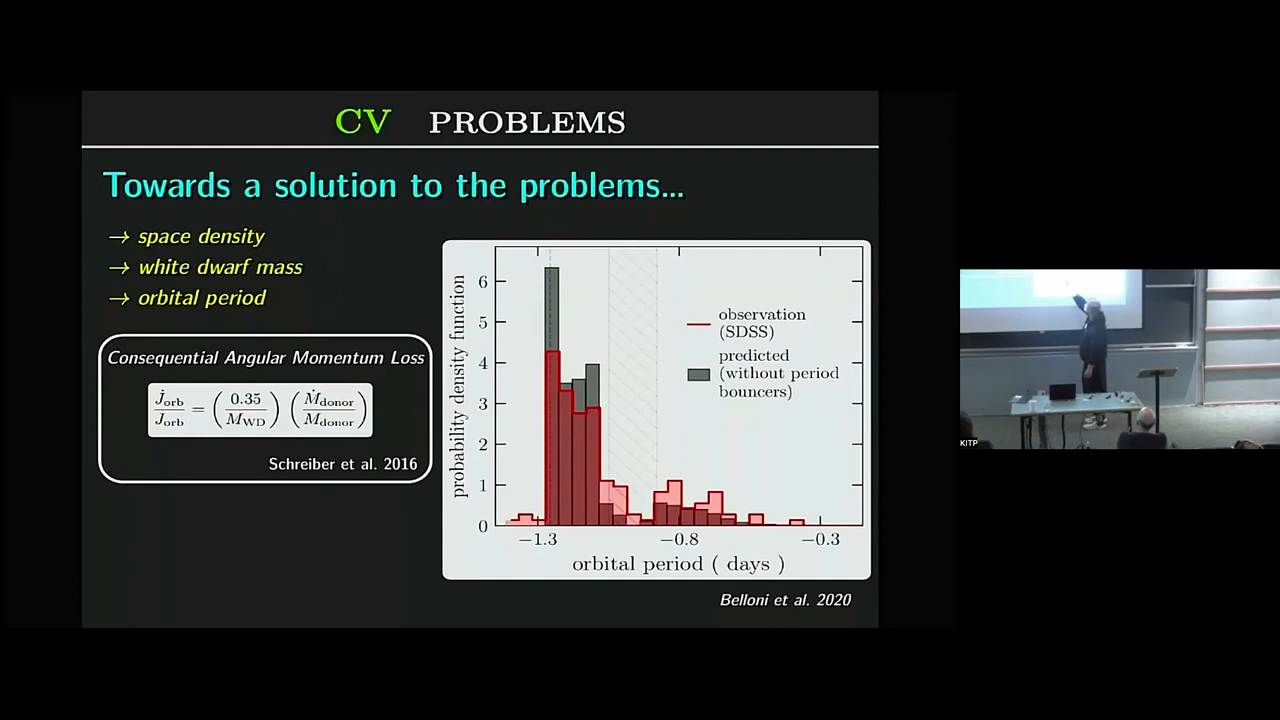 CV PROBLEMS
Towards a solution to the problems...
→ space density
→ white dwarf mass
→ orbital period
Consequential Angular Momentum Loss
J̇orb/Jorb = (0.35/MWD) (Ṁdonor/Mdonor)
Schreiber et al. 2016
probability density function
6
5
4
3
2
1
0
observation
(SDSS)
predicted
(without period
bouncers)
−1.3 −0.8 −0.3
orbital period ( days )
Belloni et al. 2020
KITP